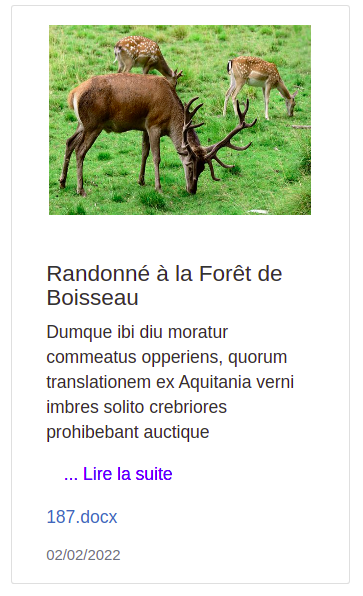 Randonné à la Forêt de
Boisseau
Dumque ibi diu moratur
commeatus opperiens, quorum
translationem ex Aquitania verni
imbres solito crebriores
prohibebant auctique
... Lire la suite
187.docx
02/02/2022